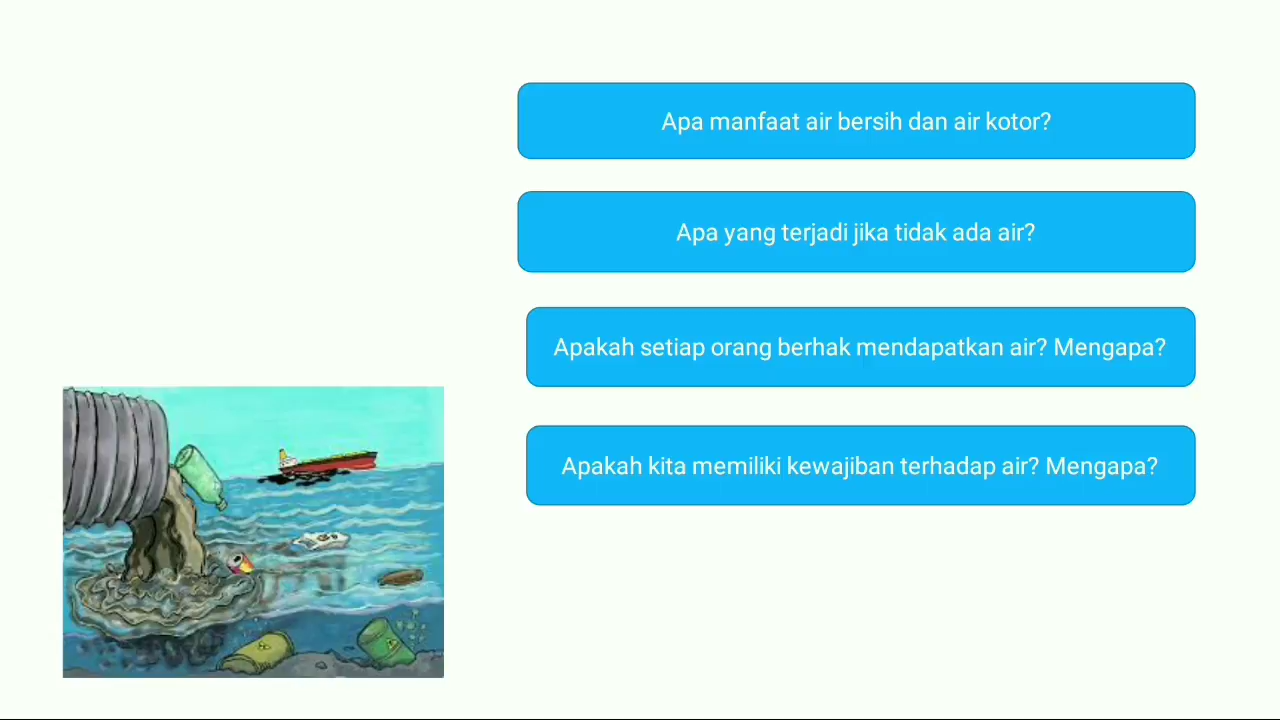 Apa manfaat air bersih dan air kotor?
Apa yang terjadi jika tidak ada air?
Apakah setiap orang berhak mendapatkan air? Mengapa?
Apakah kita memiliki kewajiban terhadap air? Mengapa?